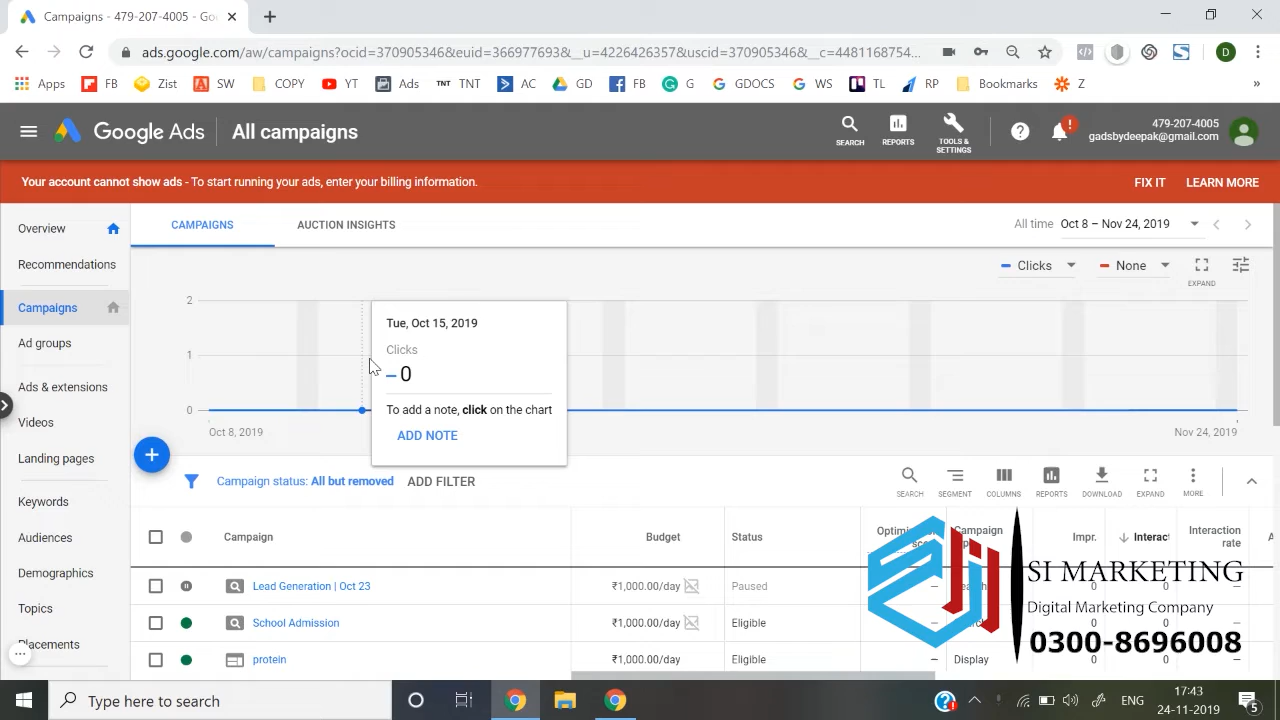 Campaigns - 479-207-4005 - Go
ads.google.com/aw/campaigns?ocid=370905346&euid=366977693&__u=4226426357&uscid=370905346&__c=4481168754...
Apps FB Zist SW COPY YT Ads TNT TNT AC GD FB G GDOCS WS TL RP Bookmarks Z »
D
Google Ads All campaigns
SEARCH REPORTS TOOLS & SETTINGS
479-207-4005
gadsbydeepak@gmail.com
Your account cannot show ads - To start running your ads, enter your billing information. FIX IT LEARN MORE
Overview
Recommendations
Campaigns
Ad groups
Ads & extensions
Videos
Landing pages
Keywords
Audiences
Demographics
Topics
Placements
CAMPAIGNS AUCTION INSIGHTS All time Oct 8 – Nov 24, 2019
Clicks None EXPAND
2
1
0
Tue, Oct 15, 2019
Clicks
0
To add a note, click on the chart
ADD NOTE
Oct 8, 2019 Nov 24, 2019
Campaign status: All but removed ADD FILTER
SEARCH SEGMENT COLUMNS REPORTS DOWNLOAD EXPAND MORE
Campaign Budget Status Campaign Impr. Interact Interaction rate
Lead Generation | Oct 23 ₹1,000.00/day Paused 0 0 –
School Admission ₹1,000.00/day Eligible
protein ₹1,000.00/day Eligible – Display 0 0 –
SI MARKETING
Digital Marketing Company
0300-8696008
Type here to search
ENG
17:43
24-11-2019
5